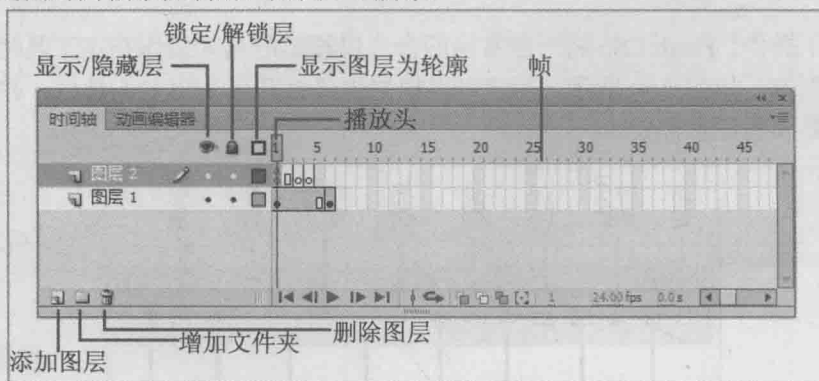 锁定/解锁层
显示/隐藏层
显示图层为轮廓
帧
时间轴 动画编辑器
播放头
1 5 10 15 20 25 30 35 40 45
图层 2
图层 1
1 24.00 fps 0.0 s
添加图层
增加文件夹
删除图层